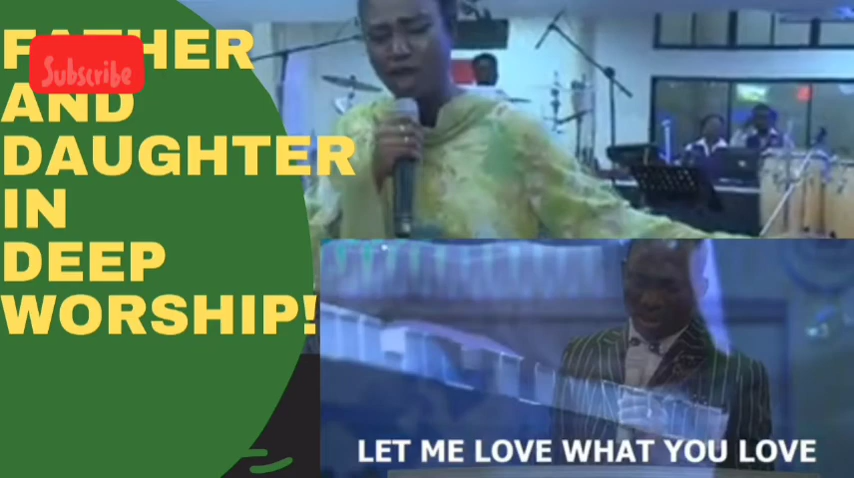 FATHER
Subscribe
AND
DAUGHTER
IN
DEEP
WORSHIP!
LET ME LOVE WHAT YOU LOVE